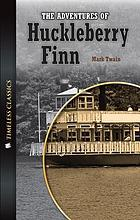 THE ADVENTURES OF
Huckleberry
Finn
Mark Twain
TIMELESS CLASSICS